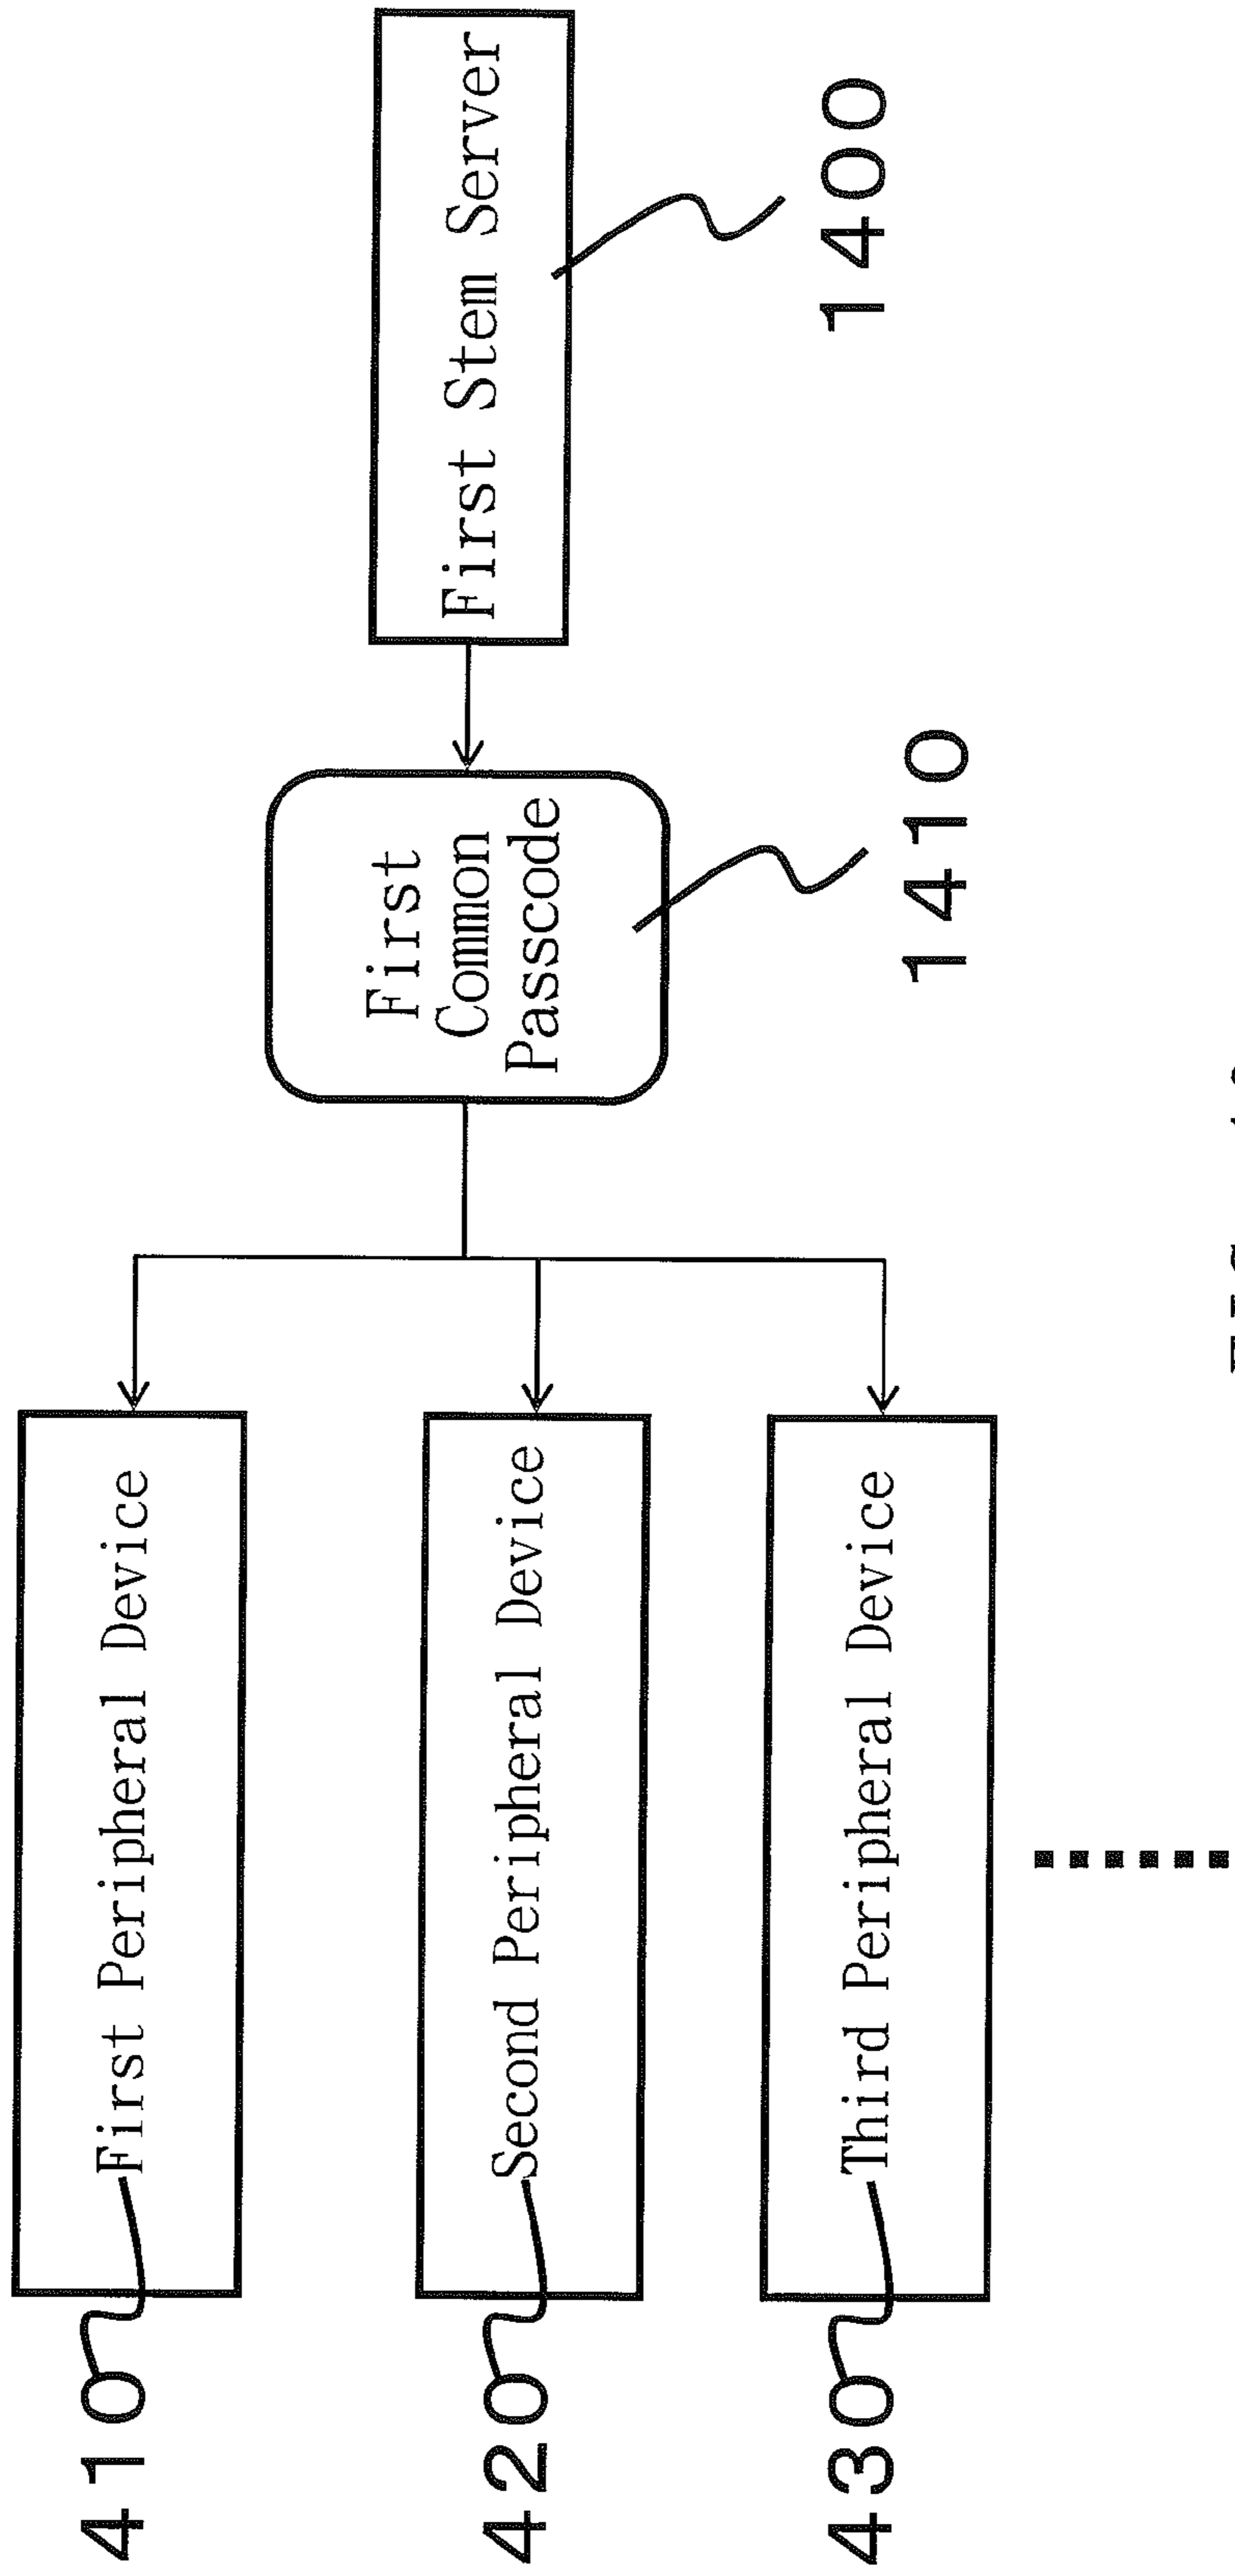 410
First Peripheral Device
420
Second Peripheral Device
430
Third Peripheral Device
First
Common
Passcode
1410
First Stem Server
1400